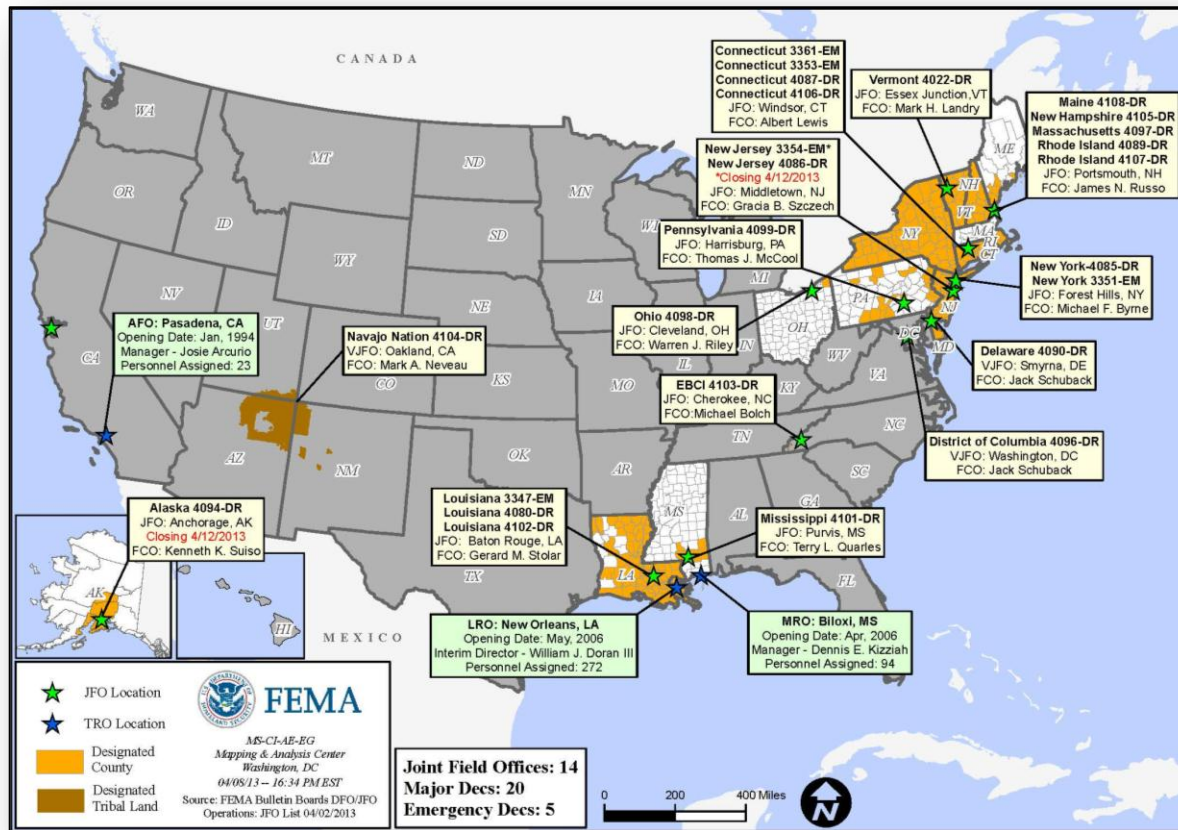 CANADA
Connecticut 3361-EM
Connecticut 3353-EM
Connecticut 4087-DR
Connecticut 4106-DR
JFO: Windsor, CT
FCO: Albert Lewis
Vermont 4022-DR
JFO: Essex Junction,VT
FCO: Mark H. Landry
Maine 4108-DR
New Hampshire 4105-DR
Massachusetts 4097-DR
Rhode Island 4089-DR
Rhode Island 4107-DR
JFO: Portsmouth, NH
FCO: James N. Russo
New Jersey 3354-EM*
New Jersey 4086-DR
*Closing 4/12/2013
JFO: Middletown, NJ
FCO: Gracia B. Szczech
Pennsylvania 4099-DR
JFO: Harrisburg, PA
FCO: Thomas J. McCool
New York-4085-DR
New York 3351-EM
JFO: Forest Hills, NY
FCO: Michael F. Byrne
Ohio 4098-DR
JFO: Cleveland, OH
FCO: Warren J. Riley
Delaware 4090-DR
VJFO: Smyrna, DE
FCO: Jack Schuback
AFO: Pasadena, CA
Opening Date: Jan, 1994
Manager - Josie Arcurio
Personnel Assigned: 23
Navajo Nation 4104-DR
VJFO: Oakland, CA
FCO: Mark A. Neveau
EBCI 4103-DR
JFO: Cherokee, NC
FCO:Michael Bolch
District of Columbia 4096-DR
VJFO: Washington, DC
FCO: Jack Schuback
Alaska 4094-DR
JFO: Anchorage, AK
Closing 4/12/2013
FCO: Kenneth K. Suiso
Louisiana 3347-EM
Louisiana 4080-DR
Louisiana 4102-DR
JFO: Baton Rouge, LA
FCO: Gerard M. Stolar
Mississippi 4101-DR
JFO: Purvis, MS
FCO: Terry L. Quarles
LRO: New Orleans, LA
Opening Date: May, 2006
Interim Director - William J. Doran III
Personnel Assigned: 272
MRO: Biloxi, MS
Opening Date: Apr, 2006
Manager - Dennis E. Kizziah
Personnel Assigned: 94
WA
MT
ND
MN
OR
ID
SD
WI
WY
MI
NY
ME
NH
VT
MA
RI
CT
NV
UT
NE
IA
PA
NJ
CA
CO
KS
MO
IL
IN
OH
WV
VA
KY
DC
MD
AZ
NM
OK
AR
TN
NC
SC
TX
LA
MS
AL
GA
FL
AK
HI
MEXICO
JFO Location
TRO Location
Designated
County
Designated
Tribal Land
U.S. DEPARTMENT OF HOMELAND SECURITY
FEMA
MS-CI-AE-EG
Mapping & Analysis Center
Washington, DC
04/08/13 -- 16:34 PM EST
Source: FEMA Bulletin Boards DFO/JFO
Operations: JFO List 04/02/2013
Joint Field Offices: 14
Major Decs: 20
Emergency Decs: 5
0 200 400 Miles
N